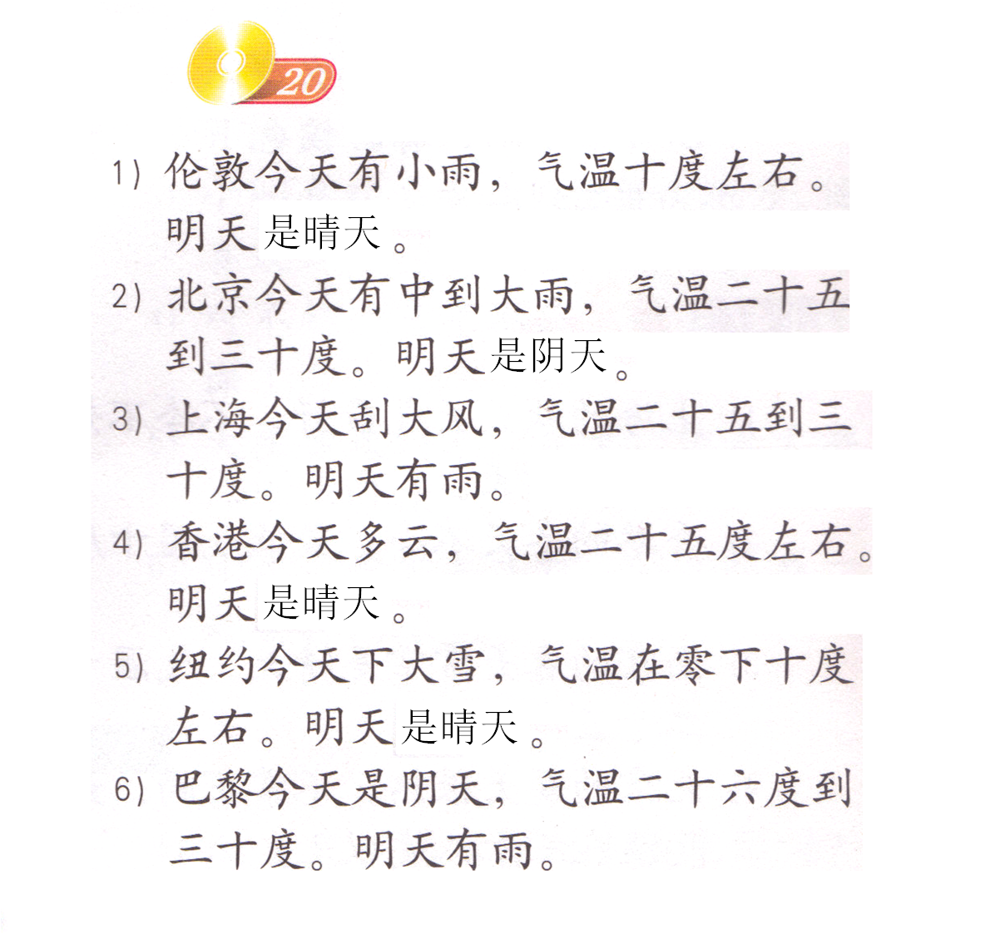 20
1) 伦敦今天有小雨，气温十度左右。
明天是晴天。
2) 北京今天有中到大雨，气温二十五
到三十度。明天是阴天。
3) 上海今天刮大风，气温二十五到三
十度。明天有雨。
4) 香港今天多云，气温二十五度左右。
明天是晴天。
5) 纽约今天下大雪，气温在零下十度
左右。明天是晴天。
6) 巴黎今天是阴天，气温二十六度到
三十度。明天有雨。